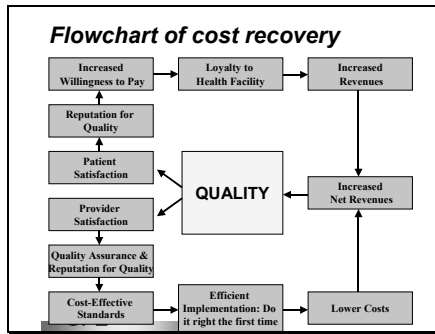 Flowchart of cost recovery
Increased
Willingness to Pay
Loyalty to
Health Facility
Increased
Revenues
Reputation for
Quality
Patient
Satisfaction
QUALITY
Increased
Net Revenues
Provider
Satisfaction
Quality Assurance &
Reputation for Quality
Cost-Effective
Standards
Efficient
Implementation: Do
it right the first time
Lower Costs